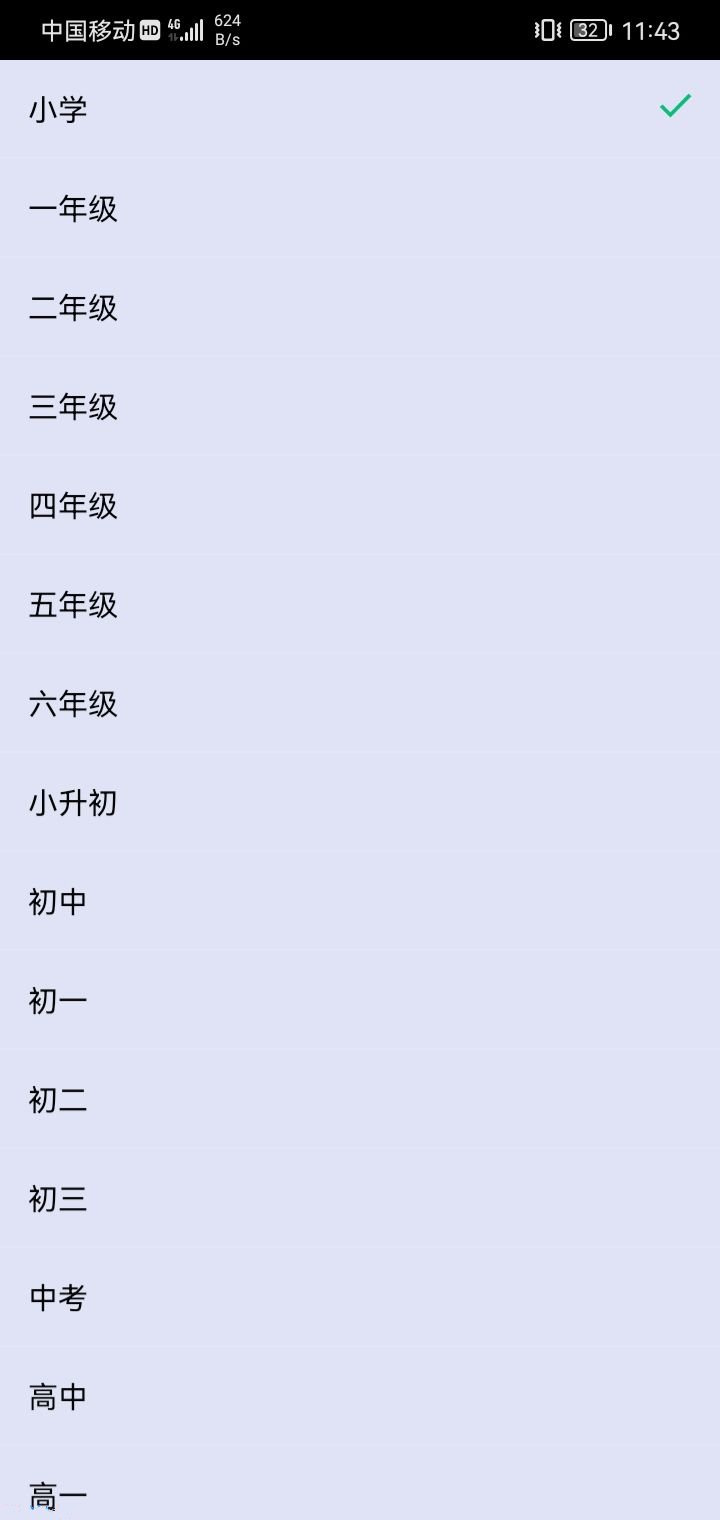 中国移动 HD 4G 624 B/s 32 11:43
小学
一年级
二年级
三年级
四年级
五年级
六年级
小升初
初中
初一
初二
初三
中考
高中
高一